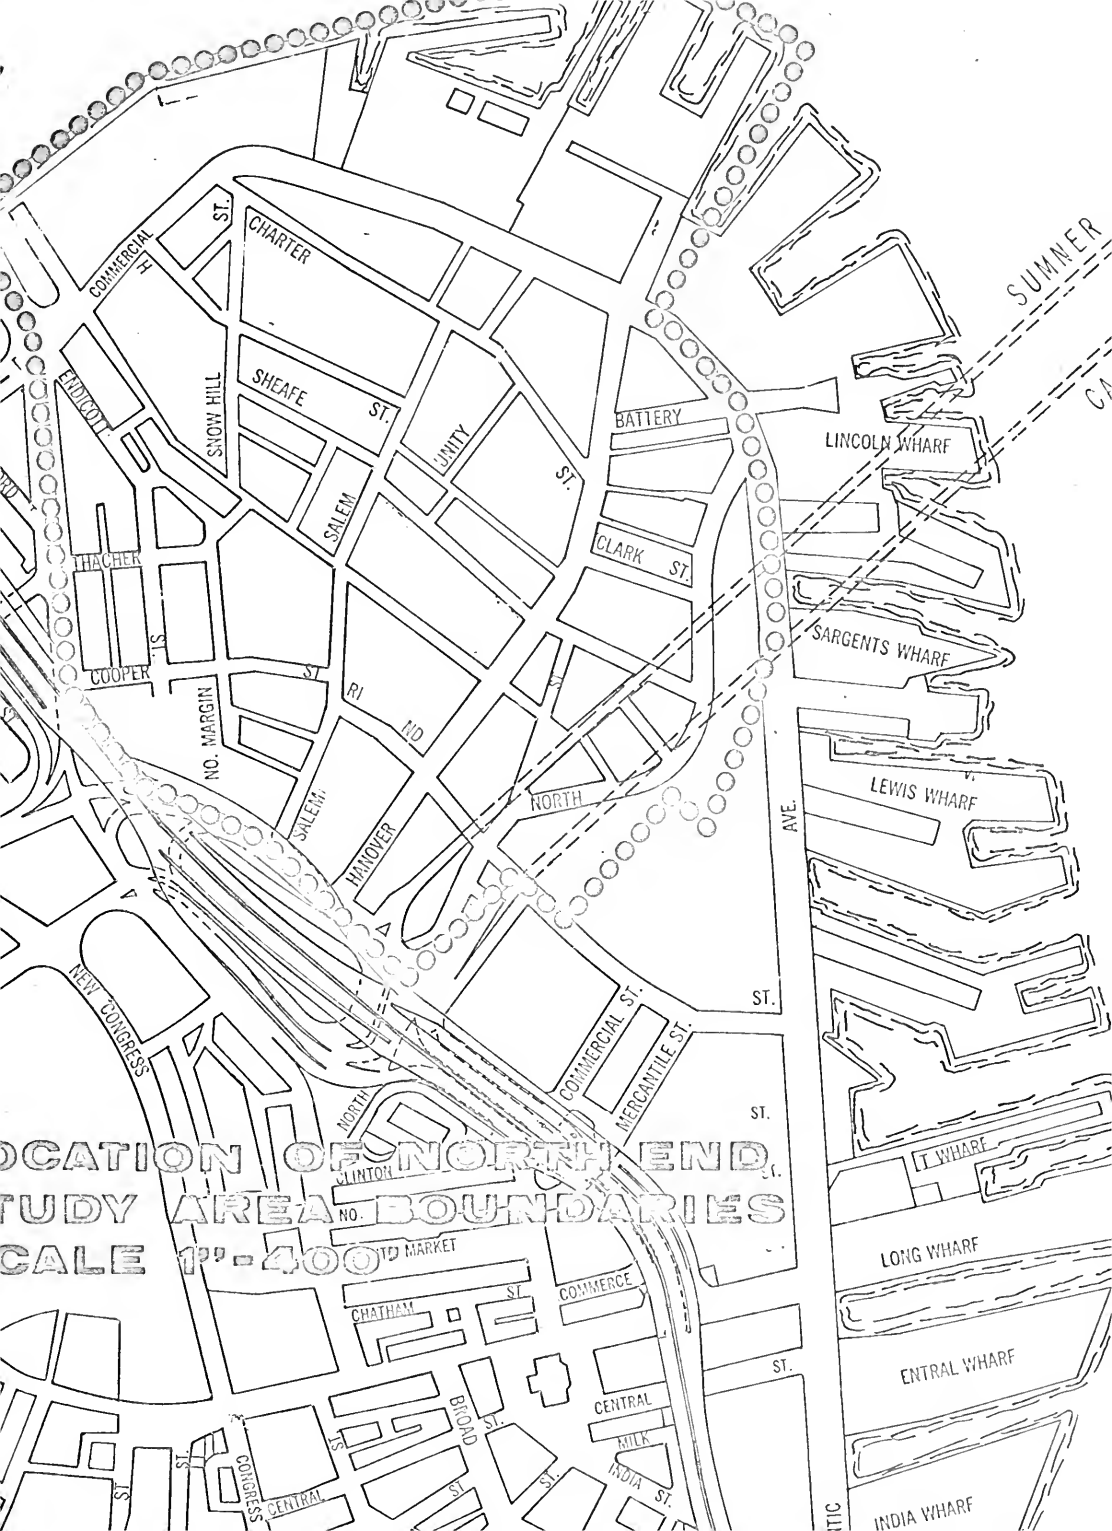 ST.
CHARTER
COMMERCIAL
H
SUMNER
CA
SHEAFE
ST.
ENDICOTT
SNOW HILL
BATTERY
UNITY
LINCOLN WHARF
ST.
SALEM
CLARK
ST.
THACHER
ST.
SARGENTS WHARF
COOPER
ST
RI
ST
ND
NO. MARGIN
NORTH
LEWIS WHARF
AVE.
SALEM
HANOVER
NEW CONGRESS
ST.
COMMERCIAL ST.
MERCANTILE ST.
NORTH
ST.
OCATION OF NORTH END
T WHARF
CLINTON
TUDY AREA BOUNDARIES
NO.
CALE 1"-400'
MARKET
LONG WHARF
ST.
COMMERCE
CHATHAM
ENTRAL WHARF
ST.
CENTRAL
BROAD
ST.
MILK
ST.
ST.
CONGRESS
INDIA ST.
ST.
ST.
ST.
CENTRAL
TIC
INDIA WHARF